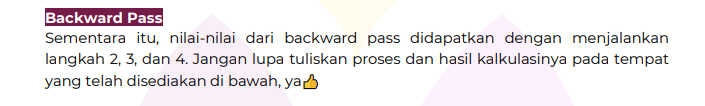 Backward Pass
Sementara itu, nilai-nilai dari backward pass didapatkan dengan menjalankan
langkah 2, 3, dan 4. Jangan lupa tuliskan proses dan hasil kalkulasinya pada tempat
yang telah disediakan di bawah, ya👍